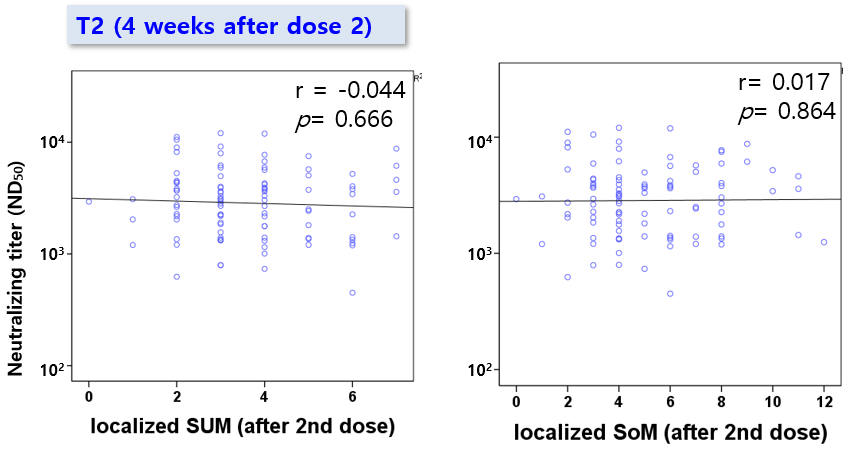 T2 (4 weeks after dose 2)
r = -0.044
p= 0.666
R²
r= 0.017
p= 0.864
Neutralizing titer (ND₅₀)
10⁴
10³
10²
0 2 4 6
localized SUM (after 2nd dose)
10⁴
10³
10²
0 2 4 6 8 10 12
localized SoM (after 2nd dose)